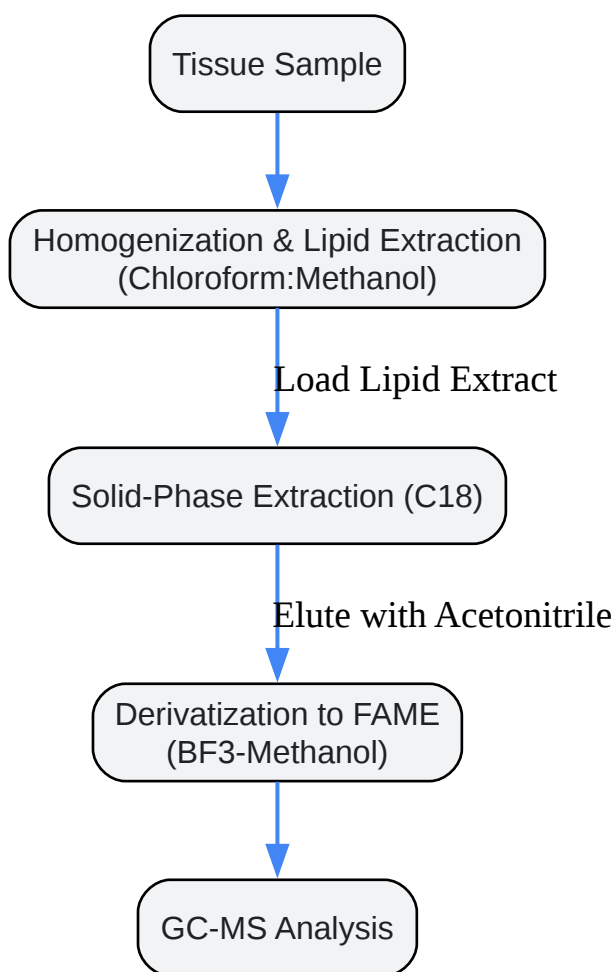 Tissue Sample
Homogenization & Lipid Extraction
(Chloroform:Methanol)
Load Lipid Extract
Solid-Phase Extraction (C18)
Elute with Acetonitrile
Derivatization to FAME
(BF3-Methanol)
GC-MS Analysis